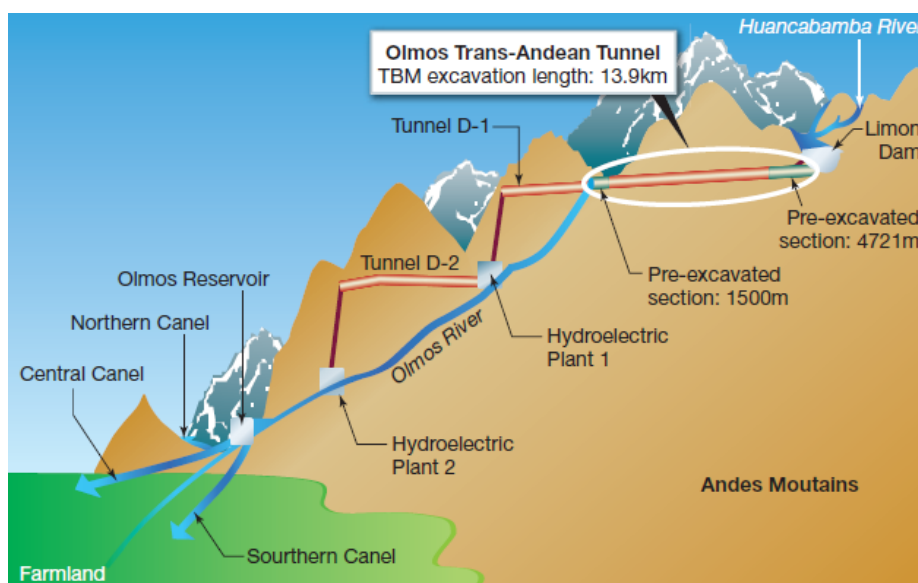 Huancabamba River
Olmos Trans-Andean Tunnel
TBM excavation length: 13.9km
Tunnel D-1
Limon
Dam
Pre-excavated
section: 4721m
Tunnel D-2
Olmos Reservoir
Pre-excavated
section: 1500m
Northern Canel
Olmos River
Hydroelectric
Plant 1
Central Canel
Hydroelectric
Plant 2
Andes Moutains
Sourthern Canel
Farmland